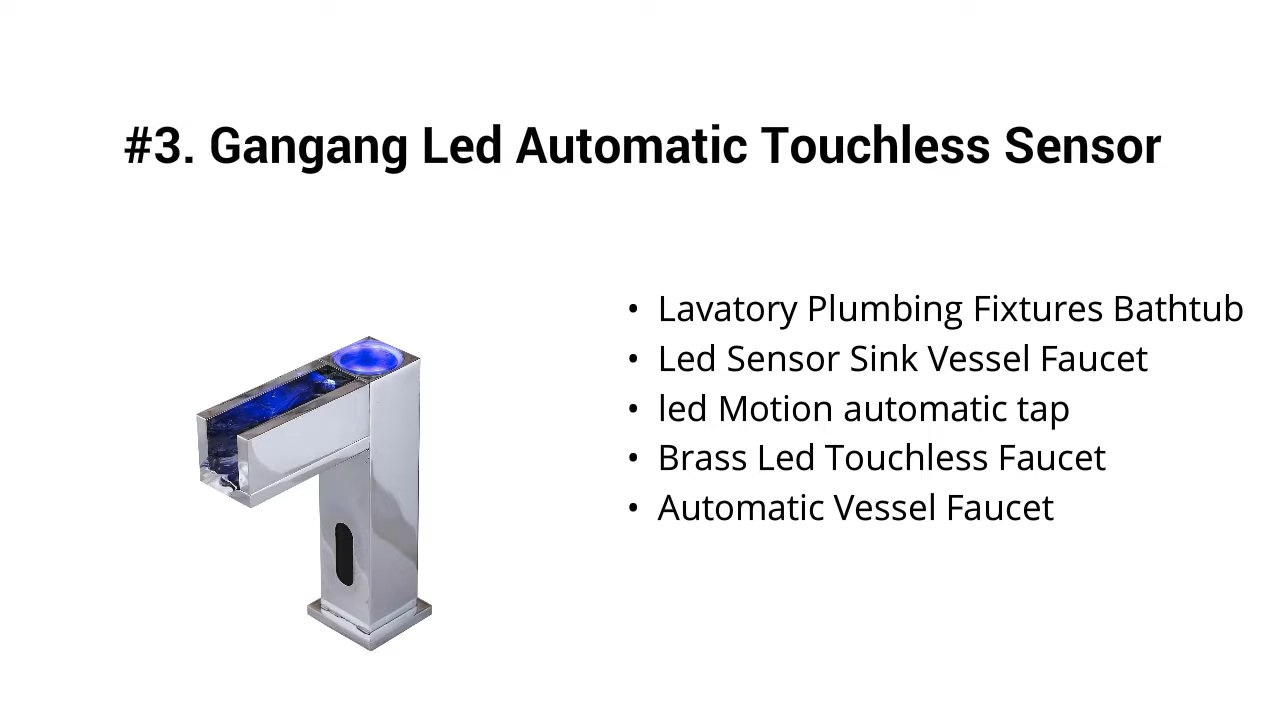 #3. Gangang Led Automatic Touchless Sensor
• Lavatory Plumbing Fixtures Bathtub
• Led Sensor Sink Vessel Faucet
• led Motion automatic tap
• Brass Led Touchless Faucet
• Automatic Vessel Faucet